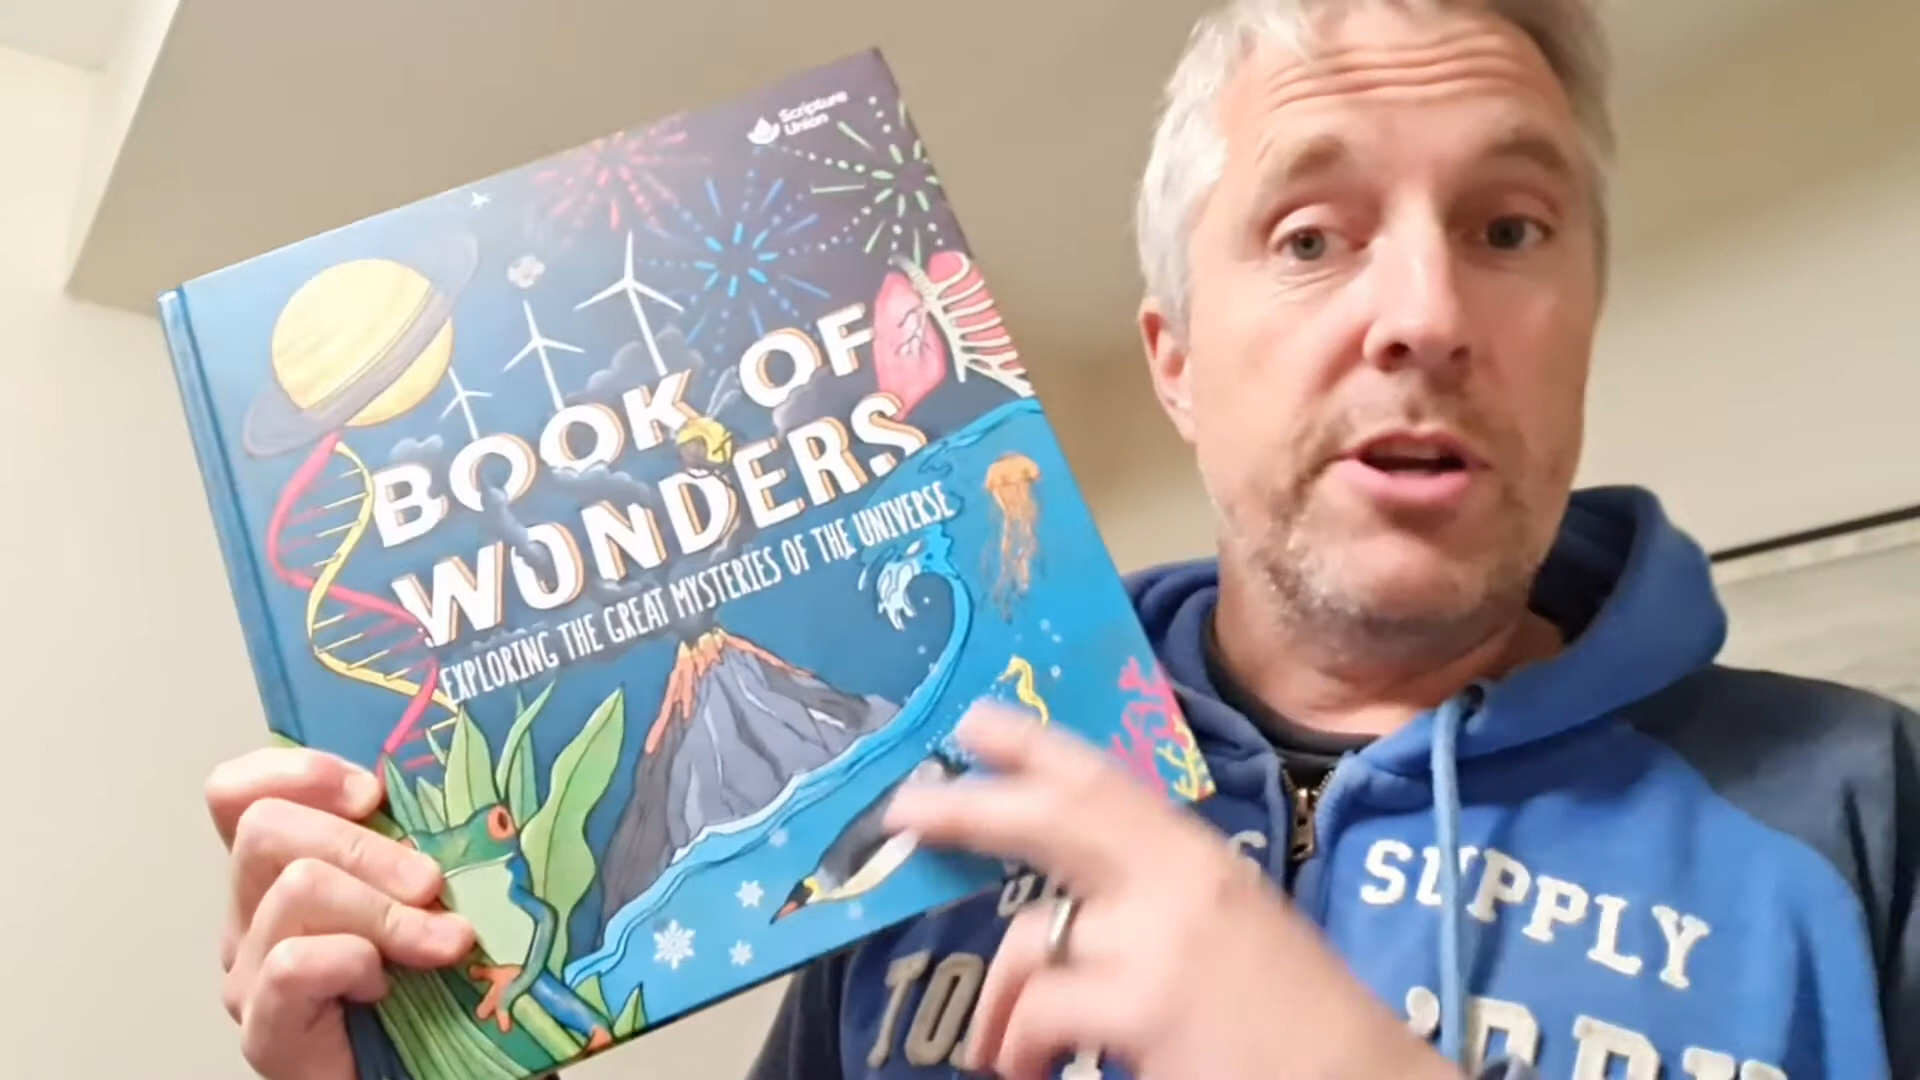 Scripture
Union
BOOK OF
WONDERS
EXPLORING THE GREAT MYSTERIES OF THE UNIVERSE
SUPPLY